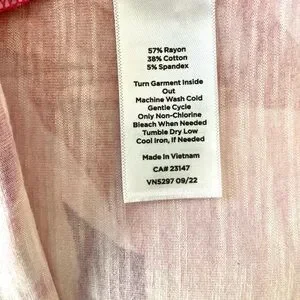 57% Rayon
38% Cotton
5% Spandex
Turn Garment Inside
Out
Machine Wash Cold
Gentle Cycle
Only Non-Chlorine
Bleach When Needed
Tumble Dry Low
Cool Iron, If Needed
Made In Vietnam
CA# 23147
VN5297 09/22